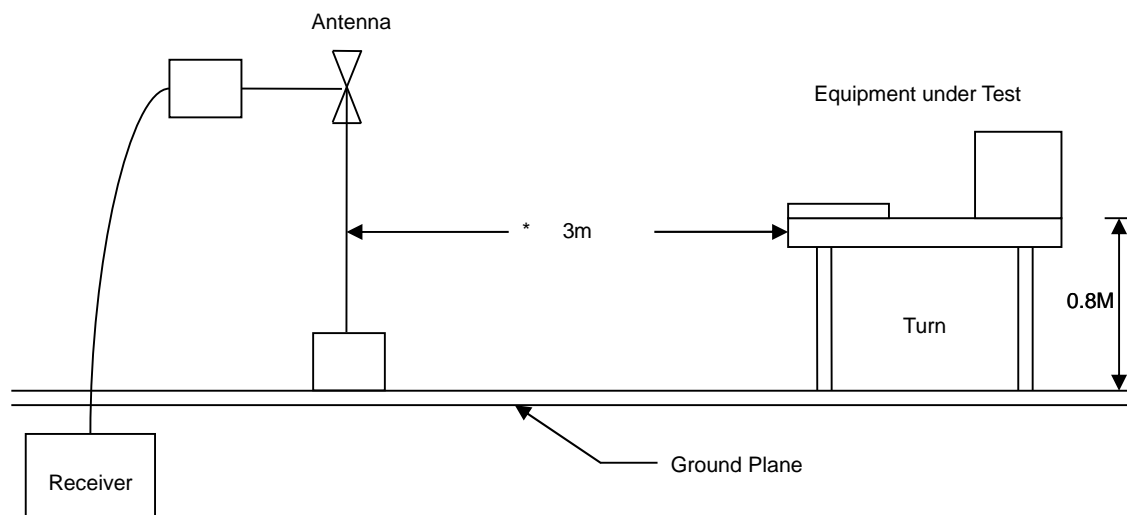 Antenna
Equipment under Test
* 3m
0.8M
Turn
Ground Plane
Receiver